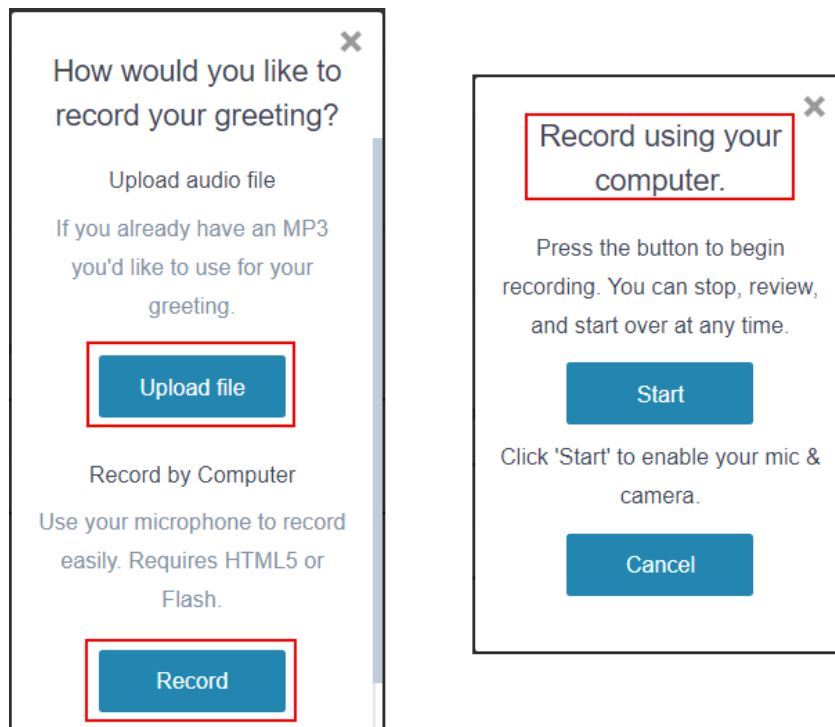 How would you like to
record your greeting?
Upload audio file
If you already have an MP3
you'd like to use for your
greeting.
Upload file
Record by Computer
Use your microphone to record
easily. Requires HTML5 or
Flash.
Record
Record using your
computer.
Press the button to begin
recording. You can stop, review,
and start over at any time.
Start
Click 'Start' to enable your mic &
camera.
Cancel